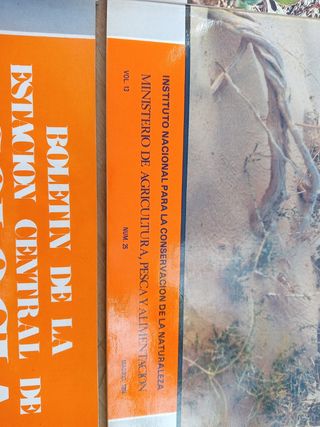 BOLETIN DE LA
ESTACION CENTRAL DE
INSTITUTO NACIONAL PARA LA CONSERVACION DE LA NATURALEZA
MINISTERIO DE AGRICULTURA, PESCA Y ALIMENTACION
VOL. 13
NUM. 25